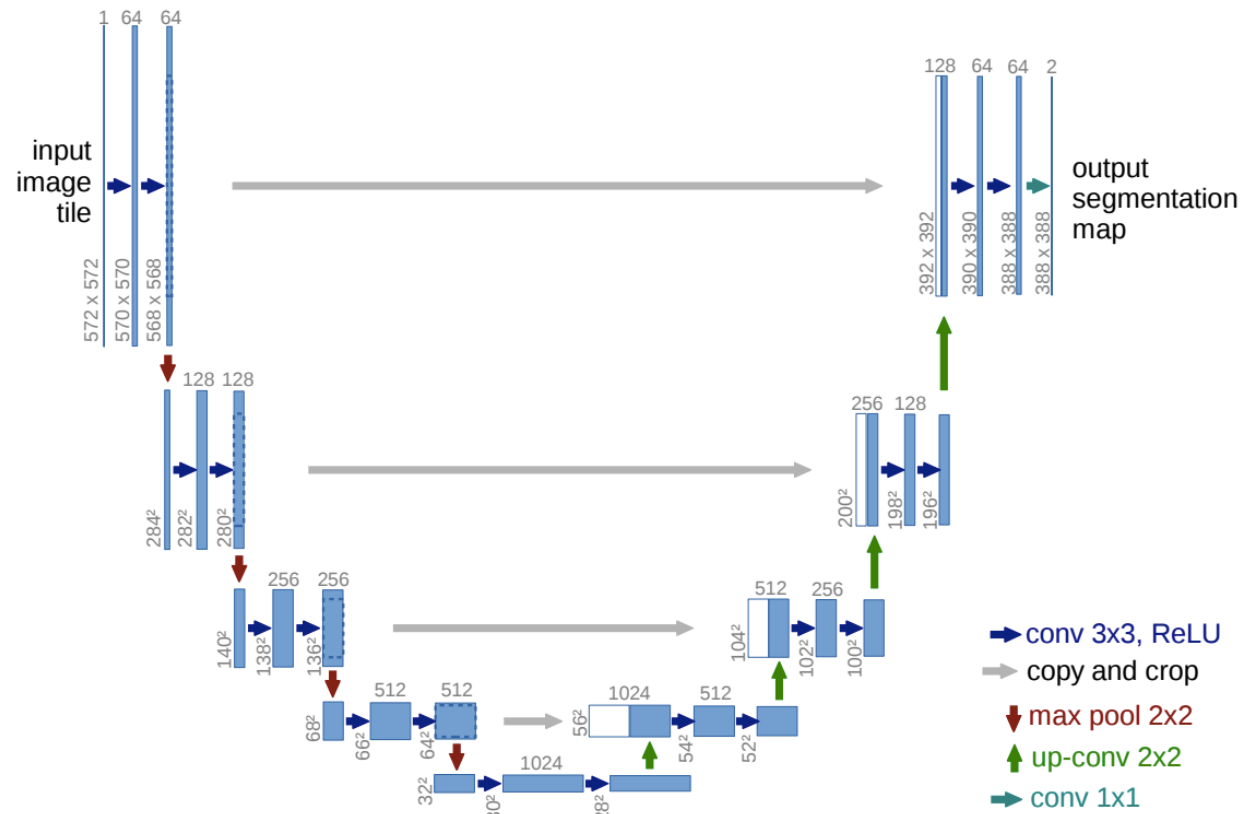 1 64 64
input
image
tile
572 x 572
570 x 570
568 x 568
128 64 64 2
output
segmentation
map
392 x 392
390 x 390
388 x 388
388 x 388
128 128
284²
282²
280²
256 128
200²
198²
196²
256 256
140²
138²
136²
512 256
104²
102²
100²
512 512
68²
66²
64²
1024 512
56²
54²
52²
1024
32²
conv 3x3, ReLU
copy and crop
max pool 2x2
up-conv 2x2
conv 1x1